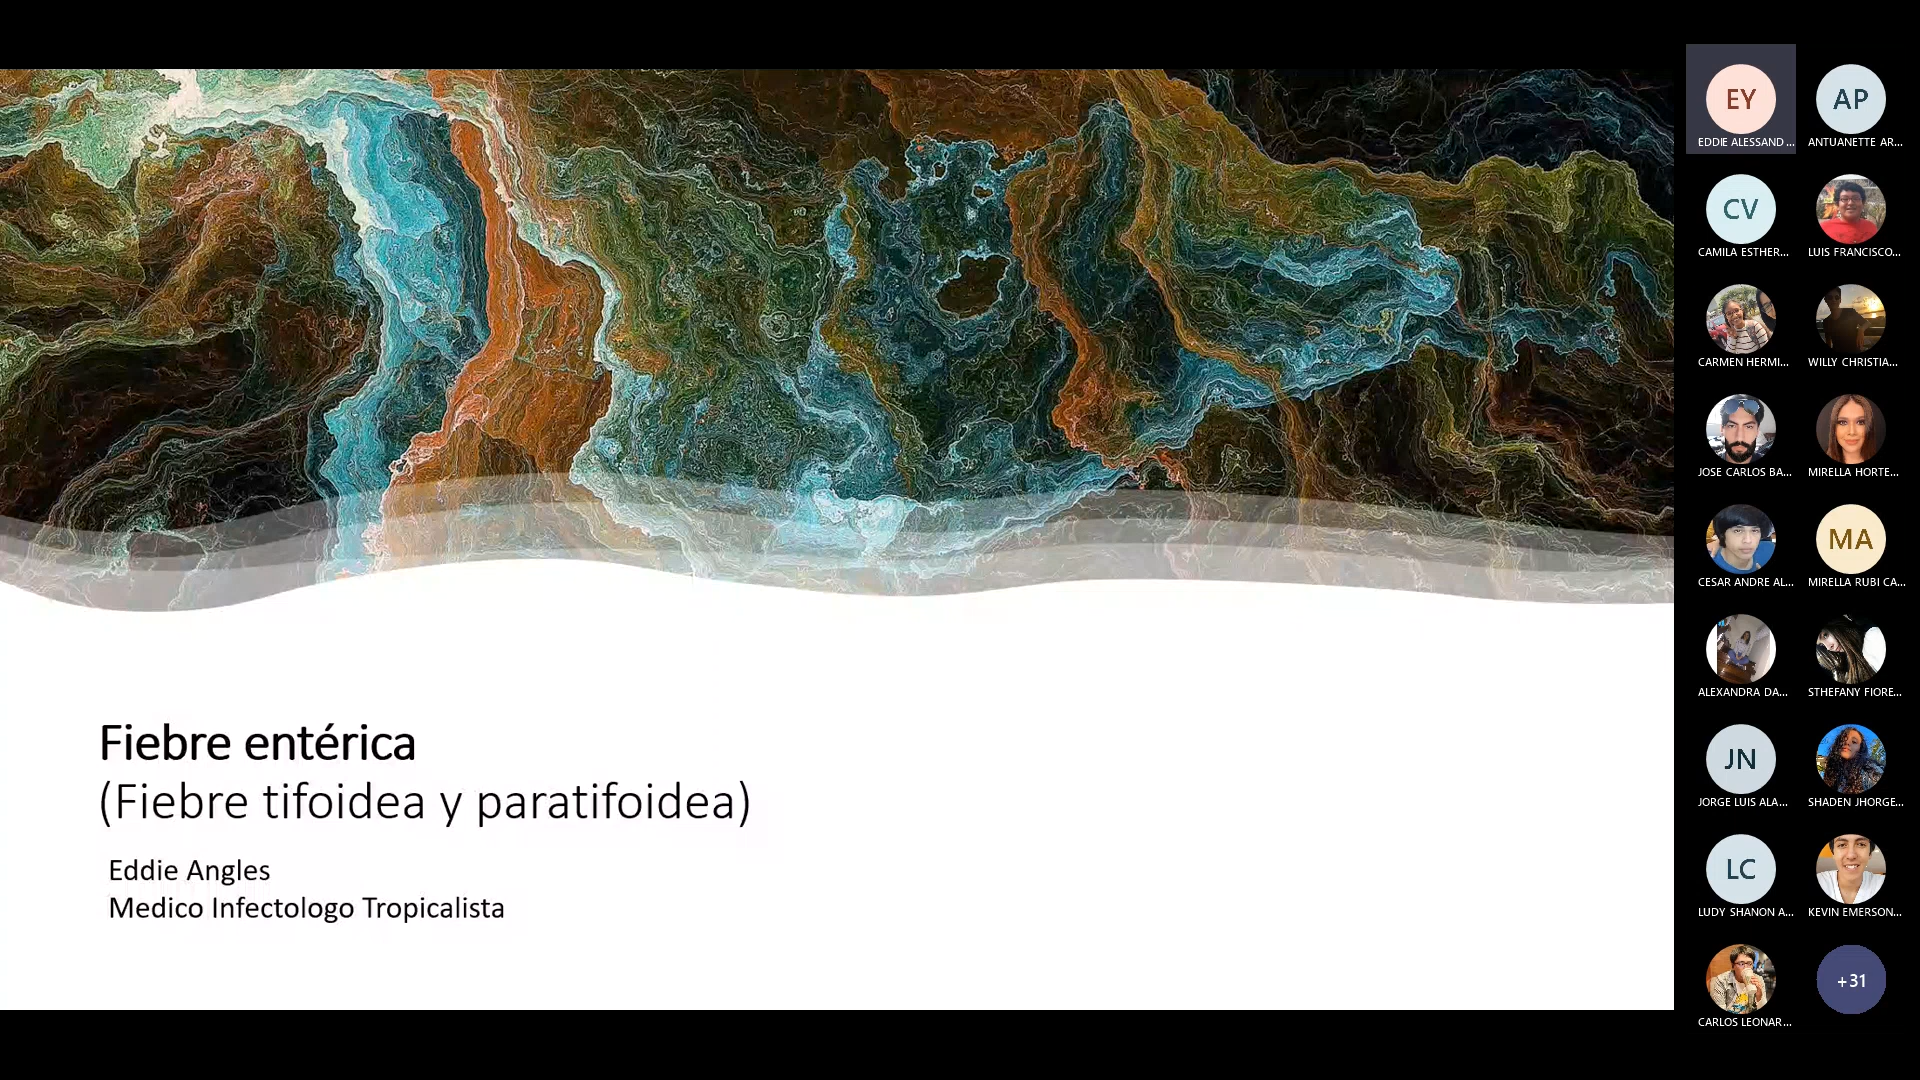 Fiebre entérica
(Fiebre tifoidea y paratifoidea)
Eddie Angles
Medico Infectologo Tropicalista
EY
EDDIE ALESSAND...
AP
ANTUANETTE AR...
CV
CAMILA ESTHER...
LUIS FRANCISCO...
CARMEN HERMI...
WILLY CHRISTIA...
JOSE CARLOS BA...
MIRELLA HORTE...
CESAR ANDRE AL...
MA
MIRELLA RUBI CA...
ALEXANDRA DA...
STHEFANY FIORE...
JN
JORGE LUIS ALA...
SHADEN JHORGE...
LC
LUDY SHANON A...
KEVIN EMERSON...
CARLOS LEONAR...
+31